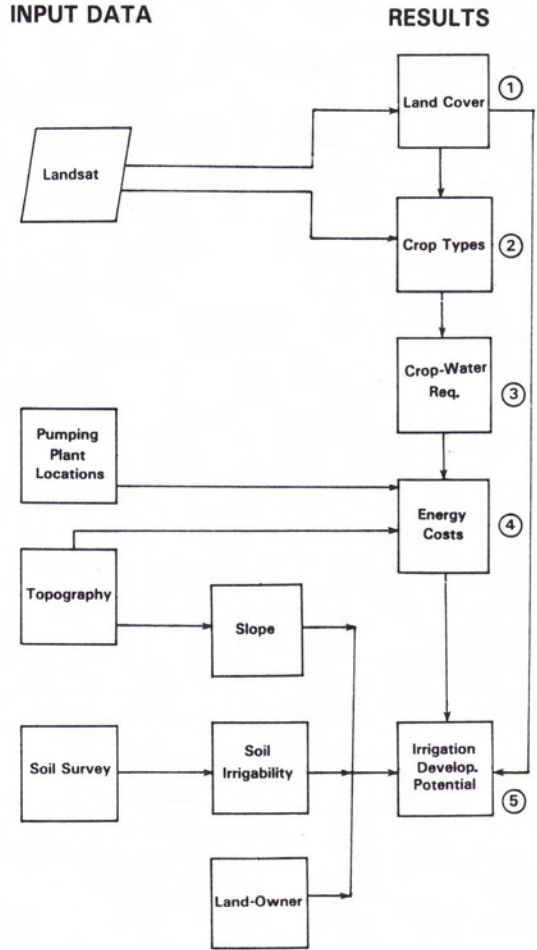 INPUT DATA
RESULTS
Land Cover
①
Landsat
Crop Types
②
Crop-Water
Req.
③
Pumping
Plant
Locations
Energy
Costs
④
Topography
Slope
Soil Survey
Soil
Irrigability
Irrigation
Develop.
Potential
⑤
Land-Owner